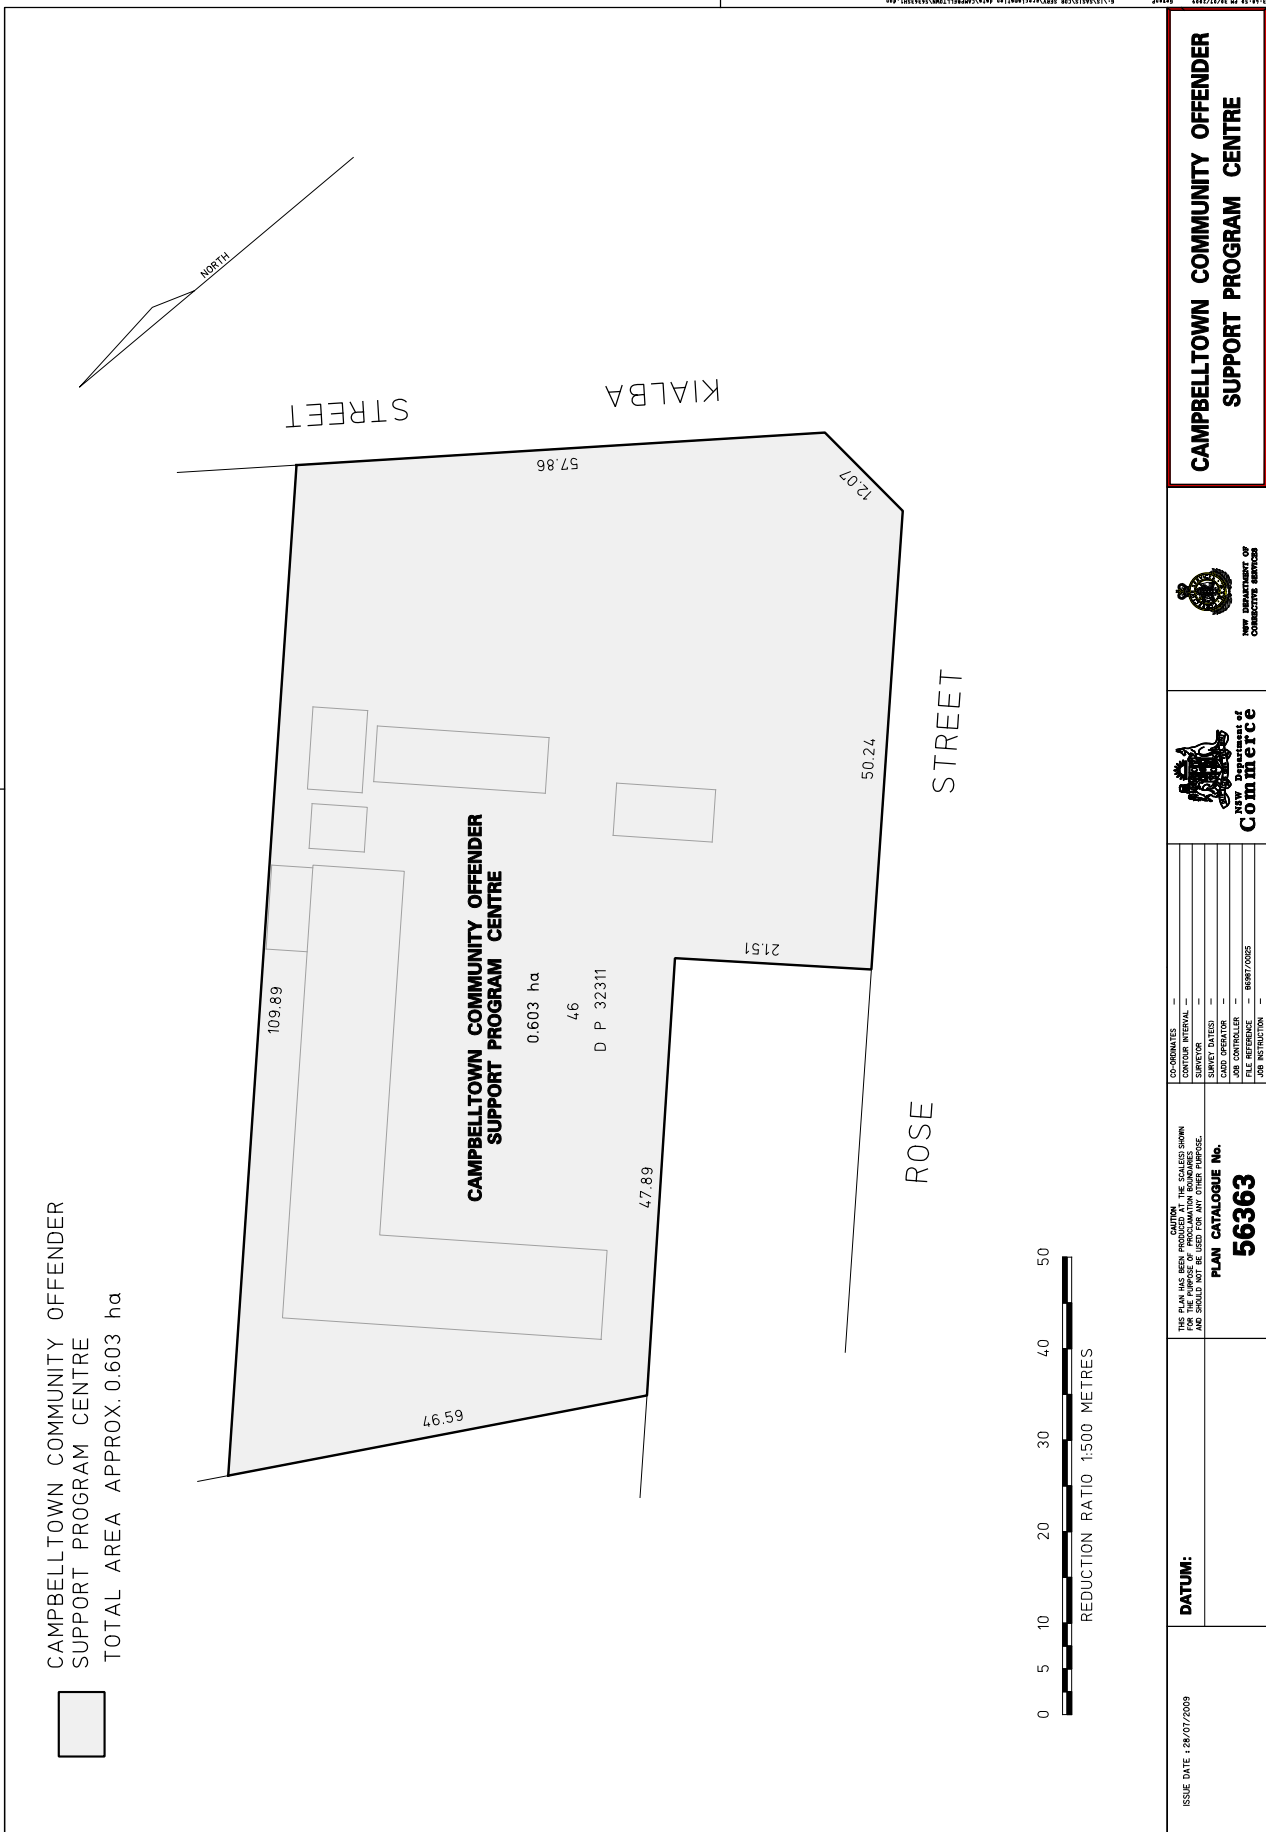 CAMPBELLTOWN COMMUNITY OFFENDER
SUPPORT PROGRAM CENTRE
TOTAL AREA APPROX. 0.603 ha
NORTH
KIALBA
STREET
57.86
12.07
109.89
50.24
21.51
47.89
46.59
CAMPBELLTOWN COMMUNITY OFFENDER
SUPPORT PROGRAM CENTRE
0.603 ha
46
D P 32311
ROSE
STREET
0 5 10 20 30 40 50
REDUCTION RATIO 1:500 METRES
ISSUE DATE : 28/07/2009
DATUM:
CAUTION
THIS PLAN HAS BEEN PRODUCED AT THE SCALE(S) SHOWN
FOR THE PURPOSE OF PROCLAMATION BOUNDARIES
AND SHOULD NOT BE USED FOR ANY OTHER PURPOSE.
PLAN CATALOGUE No.
56363
CO-ORDINATES –
CONTOUR INTERVAL –
SURVEYOR –
SURVEY DATE(S) –
CADD OPERATOR –
JOB CONTROLLER –
FILE REFERENCE – B6987/0025
JOB INSTRUCTION –
NSW Department of
Commerce
NSW DEPARTMENT OF
CORRECTIVE SERVICES
CAMPBELLTOWN COMMUNITY OFFENDER
SUPPORT PROGRAM CENTRE